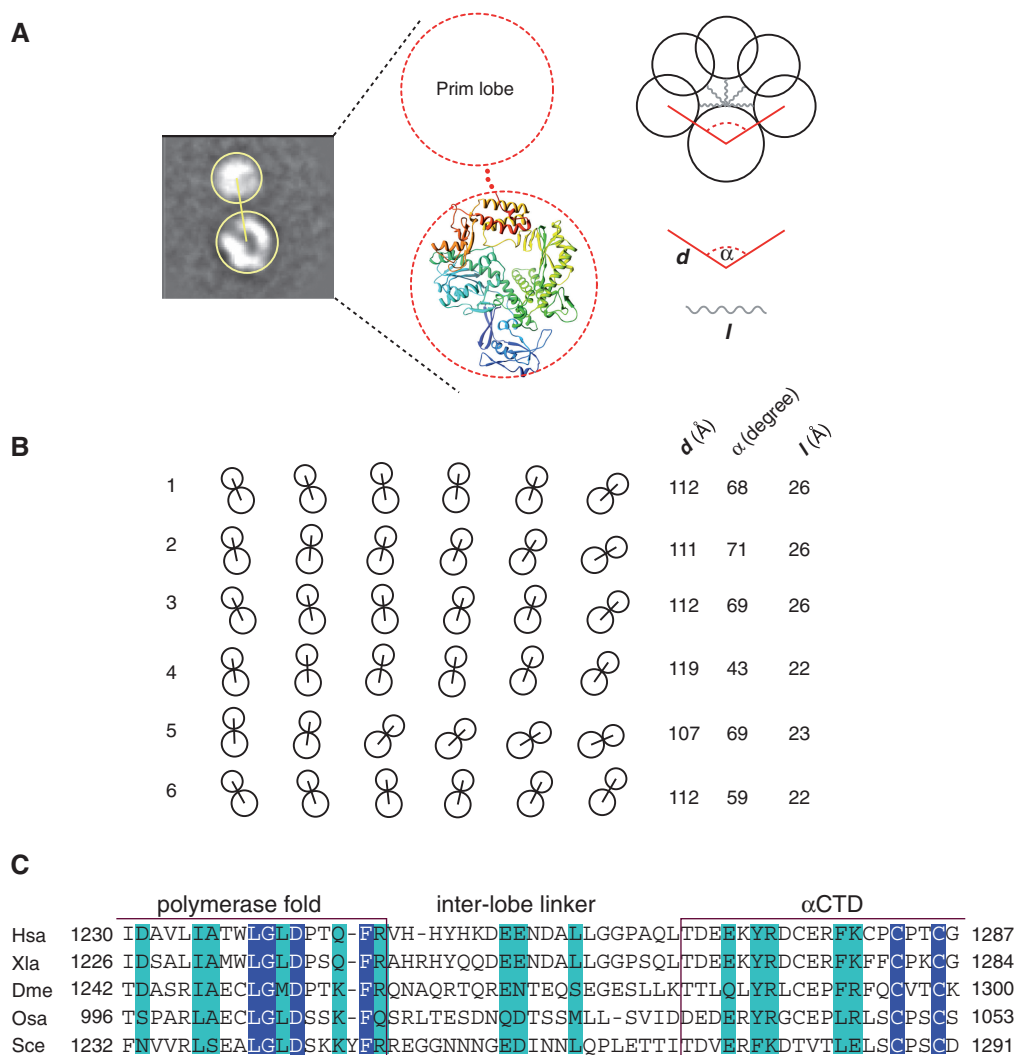 A
Prim lobe
d
α
l
B
d (Å) α (degree) l (Å)
1 112 68 26
2 111 71 26
3 112 69 26
4 119 43 22
5 107 69 23
6 112 59 22
C
polymerase fold inter-lobe linker αCTD
Hsa 1230 IDAVLIATWLGLDPTQ-FRVH-HYHKDEENDALLGGPAQLTDEEKYRDCERFKCPCPTCG 1287
Xla 1226 IDSALIAMWLGLDPSQ-FRAHRHYQQDEENDALLGGPSQLTDEEKYRDCERFKFFCPKCG 1284
Dme 1242 TDASRIAECLGMDPTK-FRQNAQRTQRENTEQSEGESLLKTTLQLYRLCEPFRFQCVTCK 1300
Osa 996 TSPARLAECLGLDSSK-FQSRLTESDNQDTSSMLL-SVIDDEDERYRGCEPLRLSCPSCS 1053
Sce 1232 FNVVRLSEALGLDSKKYFRREGGNNNGEDINNLQPLETTITDVERFKDTVTLELSCPSCD 1291